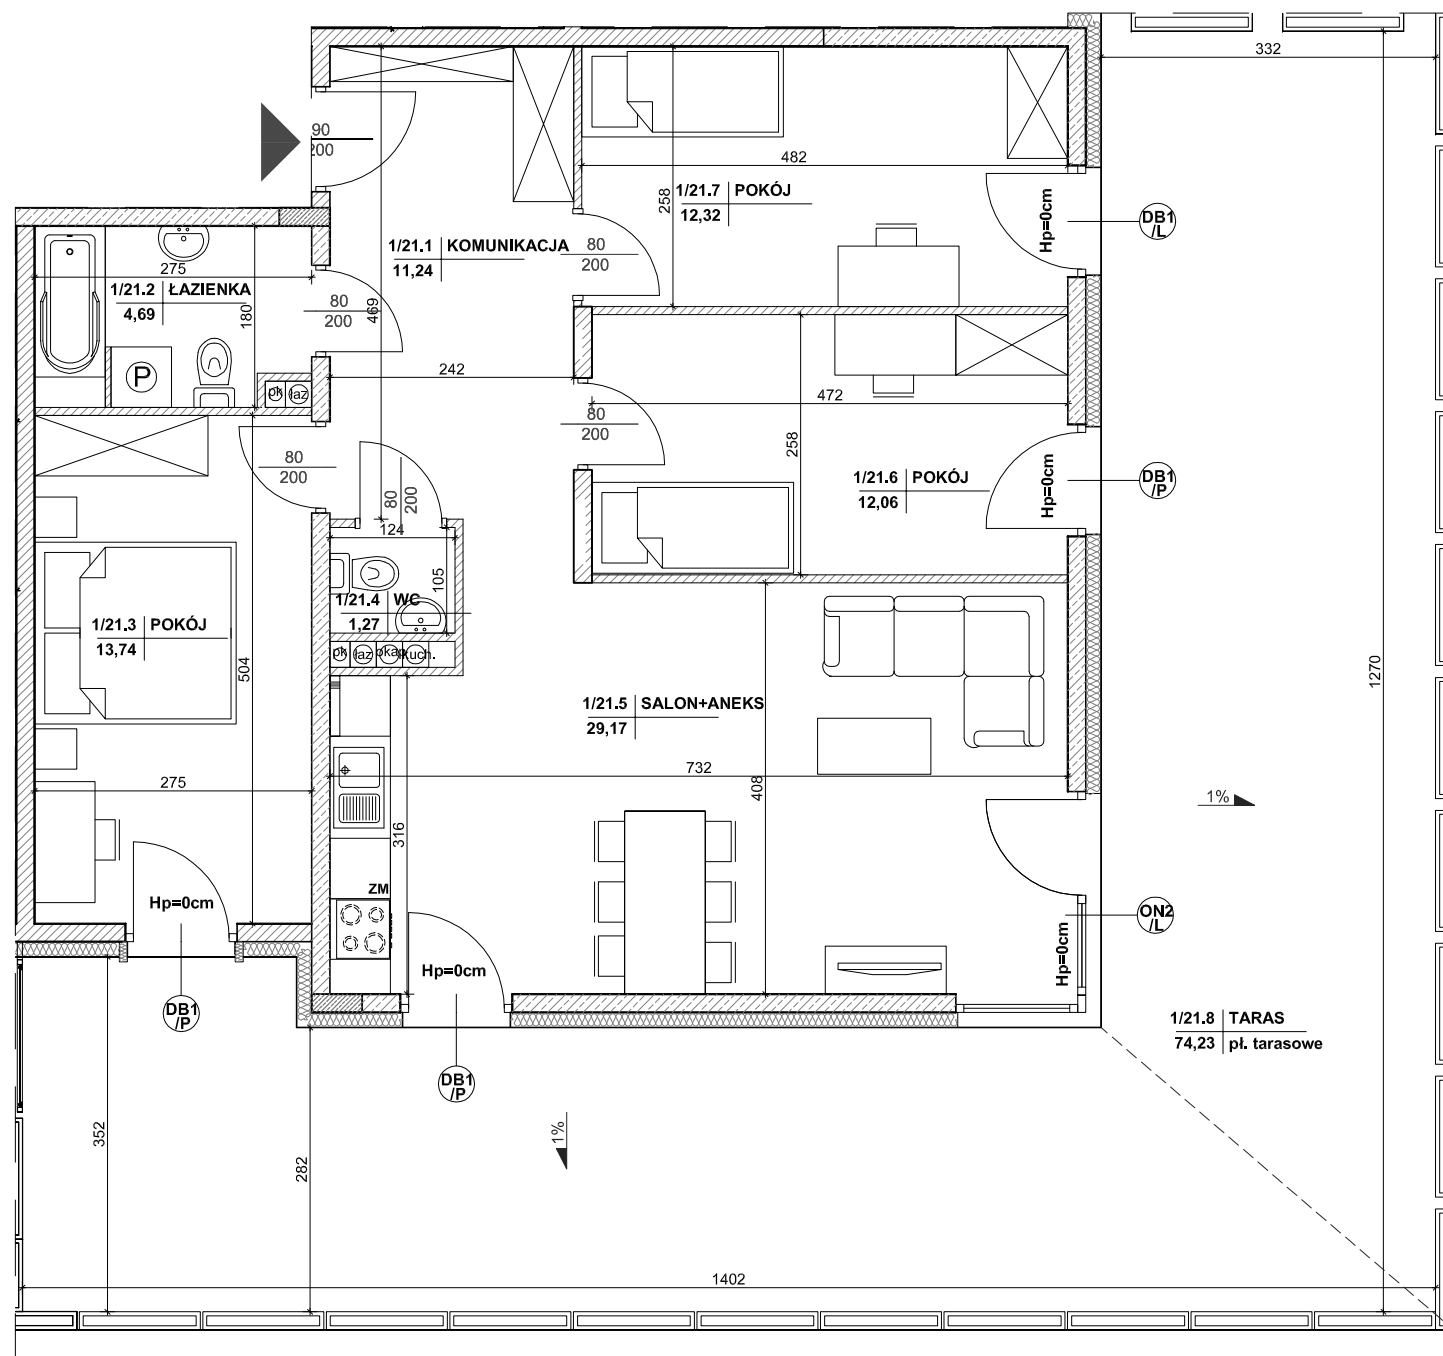 332
90
200
482
1/21.7 POKÓJ
12,32
258
Hp=0cm
DB1
/L
1/21.1 KOMUNIKACJA
11,24
80
200
275
1/21.2 ŁAZIENKA
4,69
180
80
200
469
P
pk łaz
242
472
80
200
258
80
200
80
200
1/21.6 POKÓJ
12,06
Hp=0cm
DB1
/P
124
105
1/21.4 WC
1,27
pk łaz okap kuch.
1/21.3 POKÓJ
13,74
504
1/21.5 SALON+ANEKS
29,17
1270
732
408
275
316
1%
ZM
Hp=0cm
Hp=0cm
Hp=0cm
ON2
/L
DB1
/P
DB1
/P
1/21.8 TARAS
74,23 pł. tarasowe
352
282
1%
1402